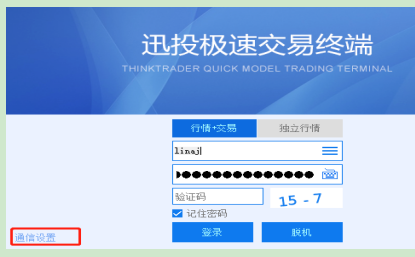 迅投极速交易终端
THINKTRADER QUICK MODEL TRADING TERMINAL
行情+交易 独立行情
linaj
●●●●●●●●●●●●●
验证码 15 - 7
记住密码
登录 脱机
通信设置